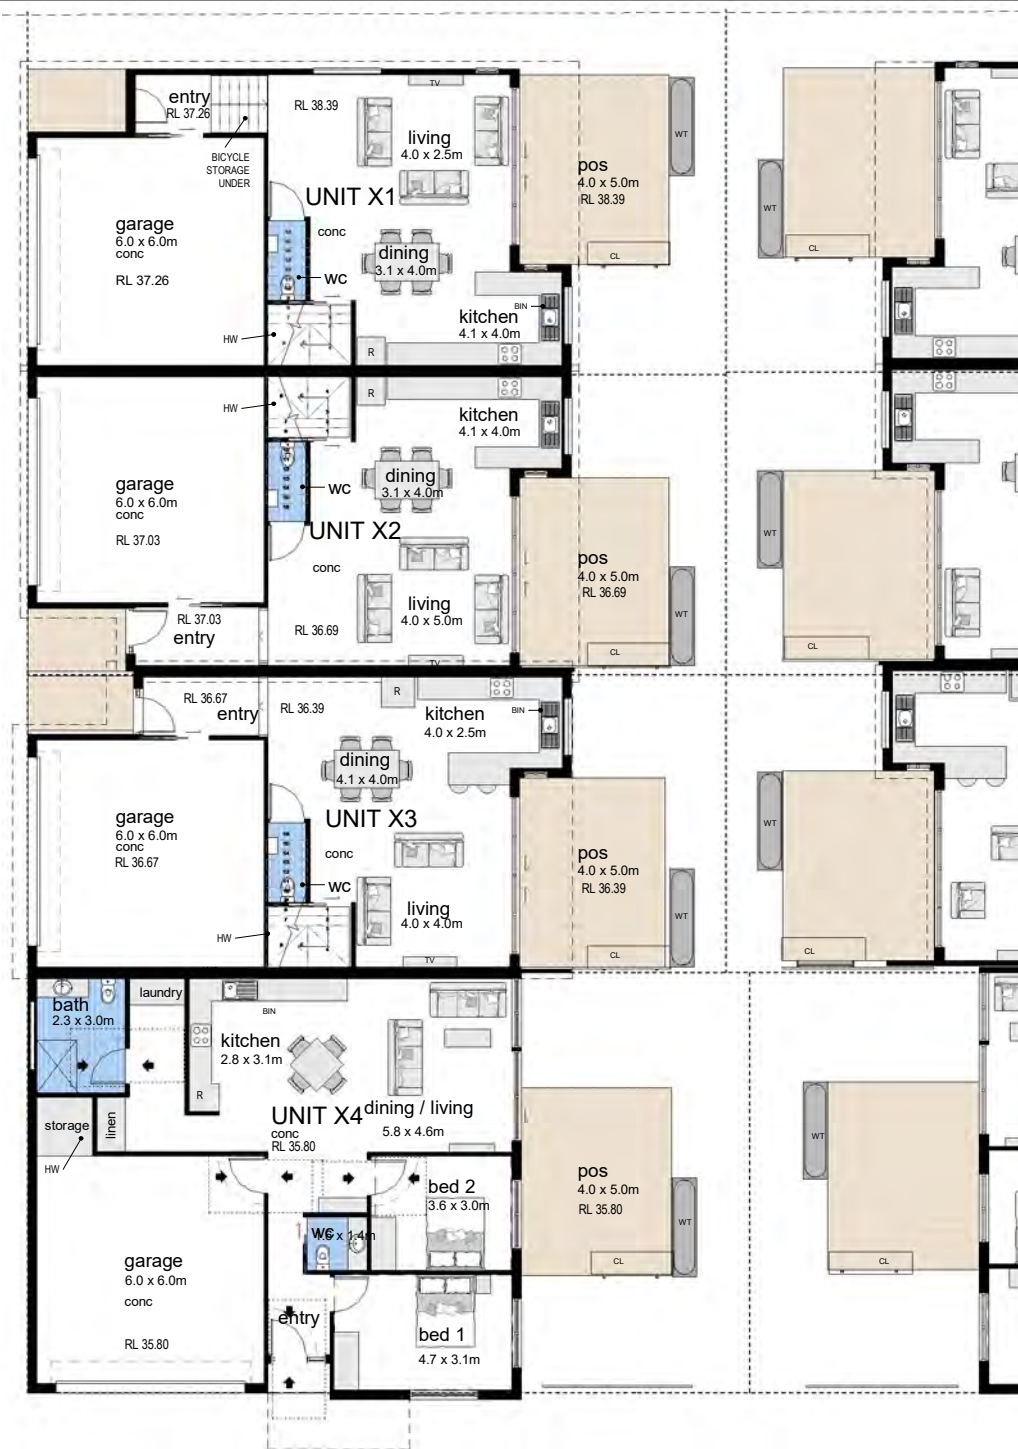 entry
RL 37.26
BICYCLE
STORAGE
UNDER
RL 38.39
TV
living
4.0 x 2.5m
UNIT X1
conc
garage
6.0 x 6.0m
conc
RL 37.26
WC
dining
3.1 x 4.0m
BIN
kitchen
4.1 x 4.0m
HW
R
pos
4.0 x 5.0m
RL 38.39
WT
CL
WT
CL
R
HW
kitchen
4.1 x 4.0m
garage
6.0 x 6.0m
conc
RL 37.03
dining
3.1 x 4.0m
WC
UNIT X2
conc
living
4.0 x 5.0m
RL 37.03
entry
RL 36.69
TV
pos
4.0 x 5.0m
RL 36.69
WT
CL
WT
CL
RL 36.67
entry
RL 36.39
R
kitchen
4.0 x 2.5m
BIN
dining
4.1 x 4.0m
UNIT X3
conc
garage
6.0 x 6.0m
conc
RL 36.67
WC
living
4.0 x 4.0m
HW
TV
pos
4.0 x 5.0m
RL 36.39
WT
CL
WT
CL
bath
2.3 x 3.0m
laundry
BIN
kitchen
2.8 x 3.1m
R
storage
linen
HW
UNIT X4
conc
RL 35.80
dining / living
5.8 x 4.6m
bed 2
3.6 x 3.0m
WC
x 1.4m
garage
6.0 x 6.0m
conc
RL 35.80
entry
bed 1
4.7 x 3.1m
pos
4.0 x 5.0m
RL 35.80
WT
CL
WT
CL